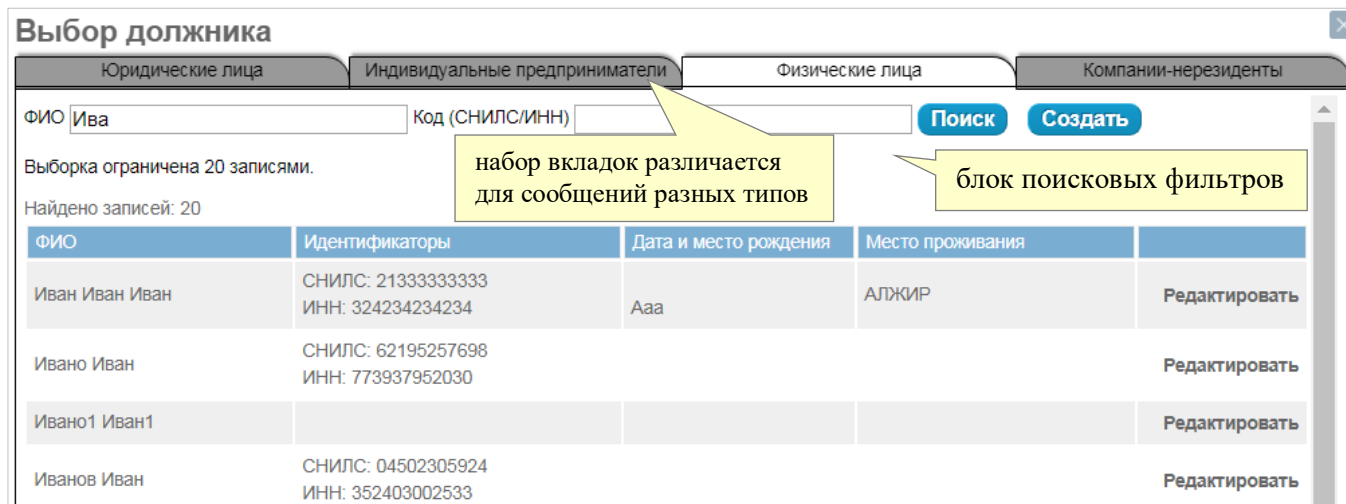 Выбор должника
Юридические лица Индивидуальные предприниматели Физические лица Компании-нерезиденты
ФИО Ива Код (СНИЛС/ИНН) Поиск Создать
набор вкладок различается
для сообщений разных типов
блок поисковых фильтров
Выборка ограничена 20 записями.
Найдено записей: 20
ФИО Идентификаторы Дата и место рождения Место проживания
Иван Иван Иван СНИЛС: 21333333333
ИНН: 324234234234 Ааа АЛЖИР Редактировать
Ивано Иван СНИЛС: 62195257698
ИНН: 773937952030 Редактировать
Ивано1 Иван1 Редактировать
Иванов Иван СНИЛС: 04502305924
ИНН: 352403002533 Редактировать